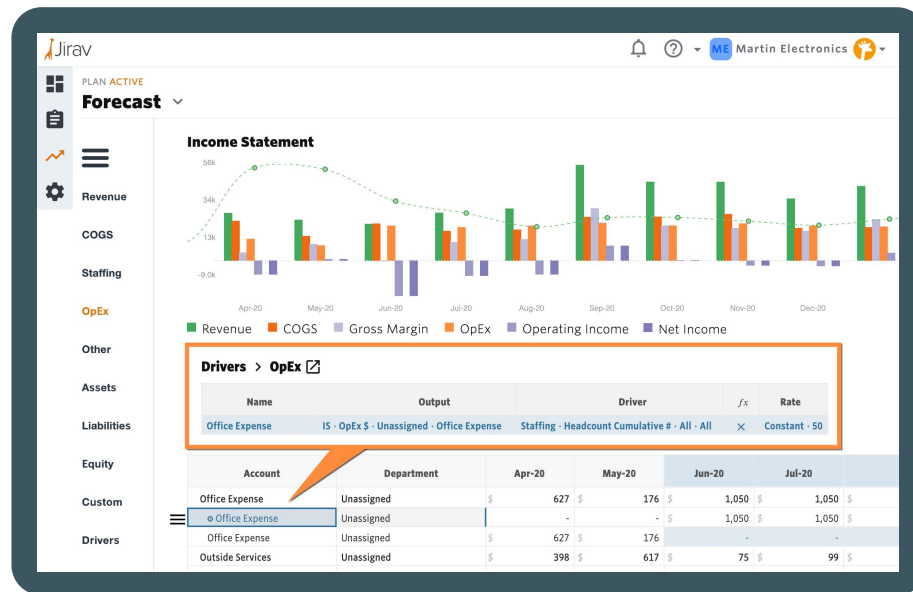 Jirav
ME Martin Electronics
PLAN ACTIVE
Forecast
Income Statement
56k
34k
13k
-9.0k
Apr-20 May-20 Jun-20 Jul-20 Aug-20 Sep-20 Oct-20 Nov-20 Dec-20
Revenue COGS Gross Margin OpEx Operating Income Net Income
Revenue
COGS
Staffing
OpEx
Other
Assets
Liabilities
Equity
Custom
Drivers
Drivers > OpEx
Name Output Driver fx Rate
Office Expense IS · OpEx $ · Unassigned · Office Expense Staffing · Headcount Cumulative # · All · All × Constant · 50
Account Department Apr-20 May-20 Jun-20 Jul-20
Office Expense Unassigned $ 627 $ 176 $ 1,050 $ 1,050 $
Office Expense Unassigned - - $ 1,050 $ 1,050 $
Office Expense Unassigned $ 627 $ 176 - -
Outside Services Unassigned $ 398 $ 617 $ 75 $ 99 $